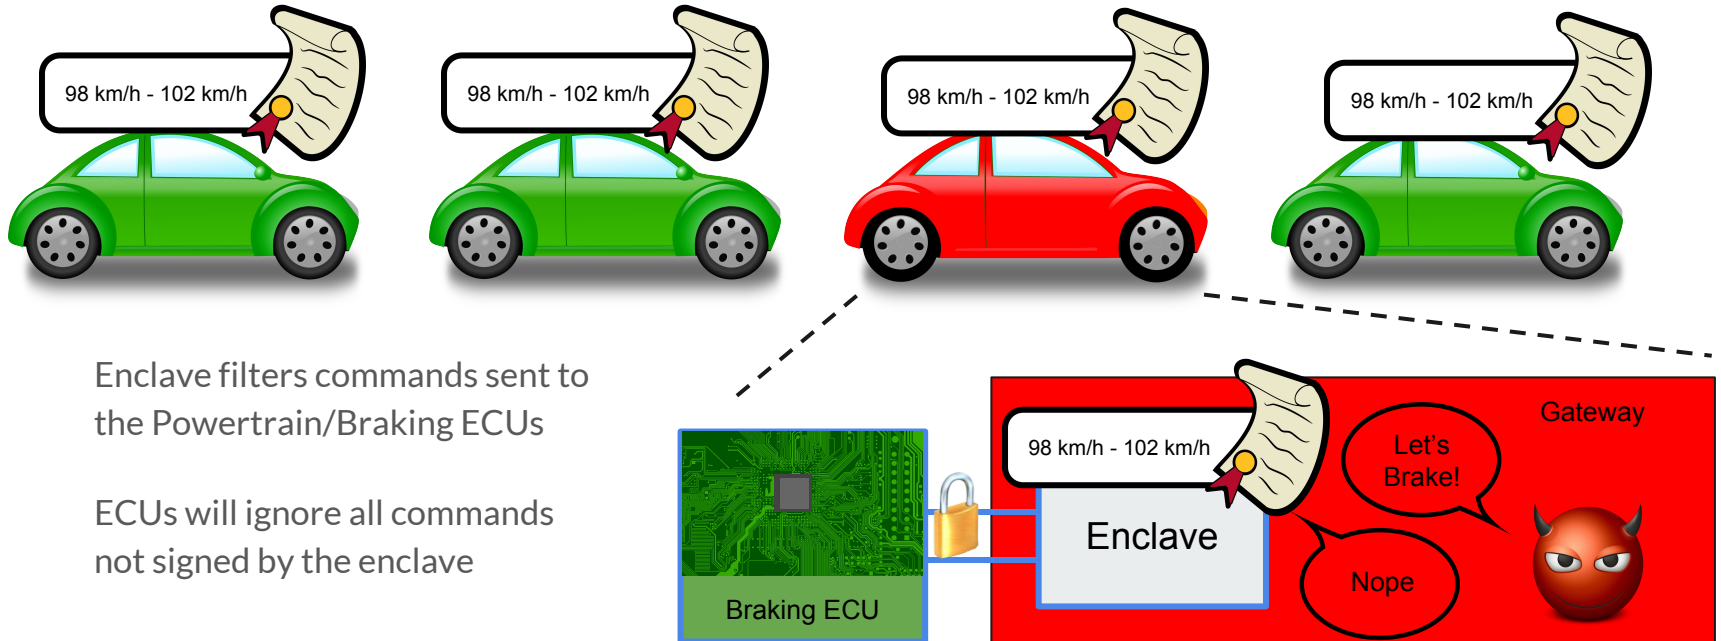 98 km/h - 102 km/h
98 km/h - 102 km/h
98 km/h - 102 km/h
98 km/h - 102 km/h
Enclave filters commands sent to
the Powertrain/Braking ECUs
ECUs will ignore all commands
not signed by the enclave
Braking ECU
98 km/h - 102 km/h
Enclave
Gateway
Let's
Brake!
Nope